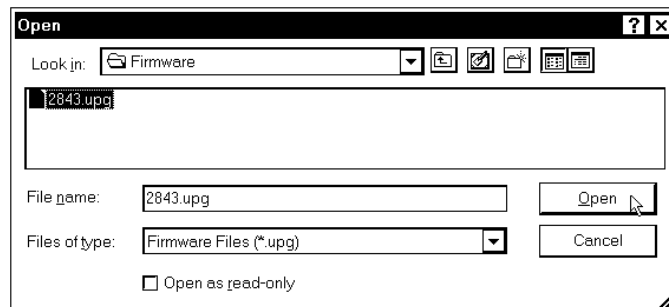 Open
Look in: Firmware
2843.upg
File name: 2843.upg Open
Files of type: Firmware Files (*.upg) Cancel
Open as read-only